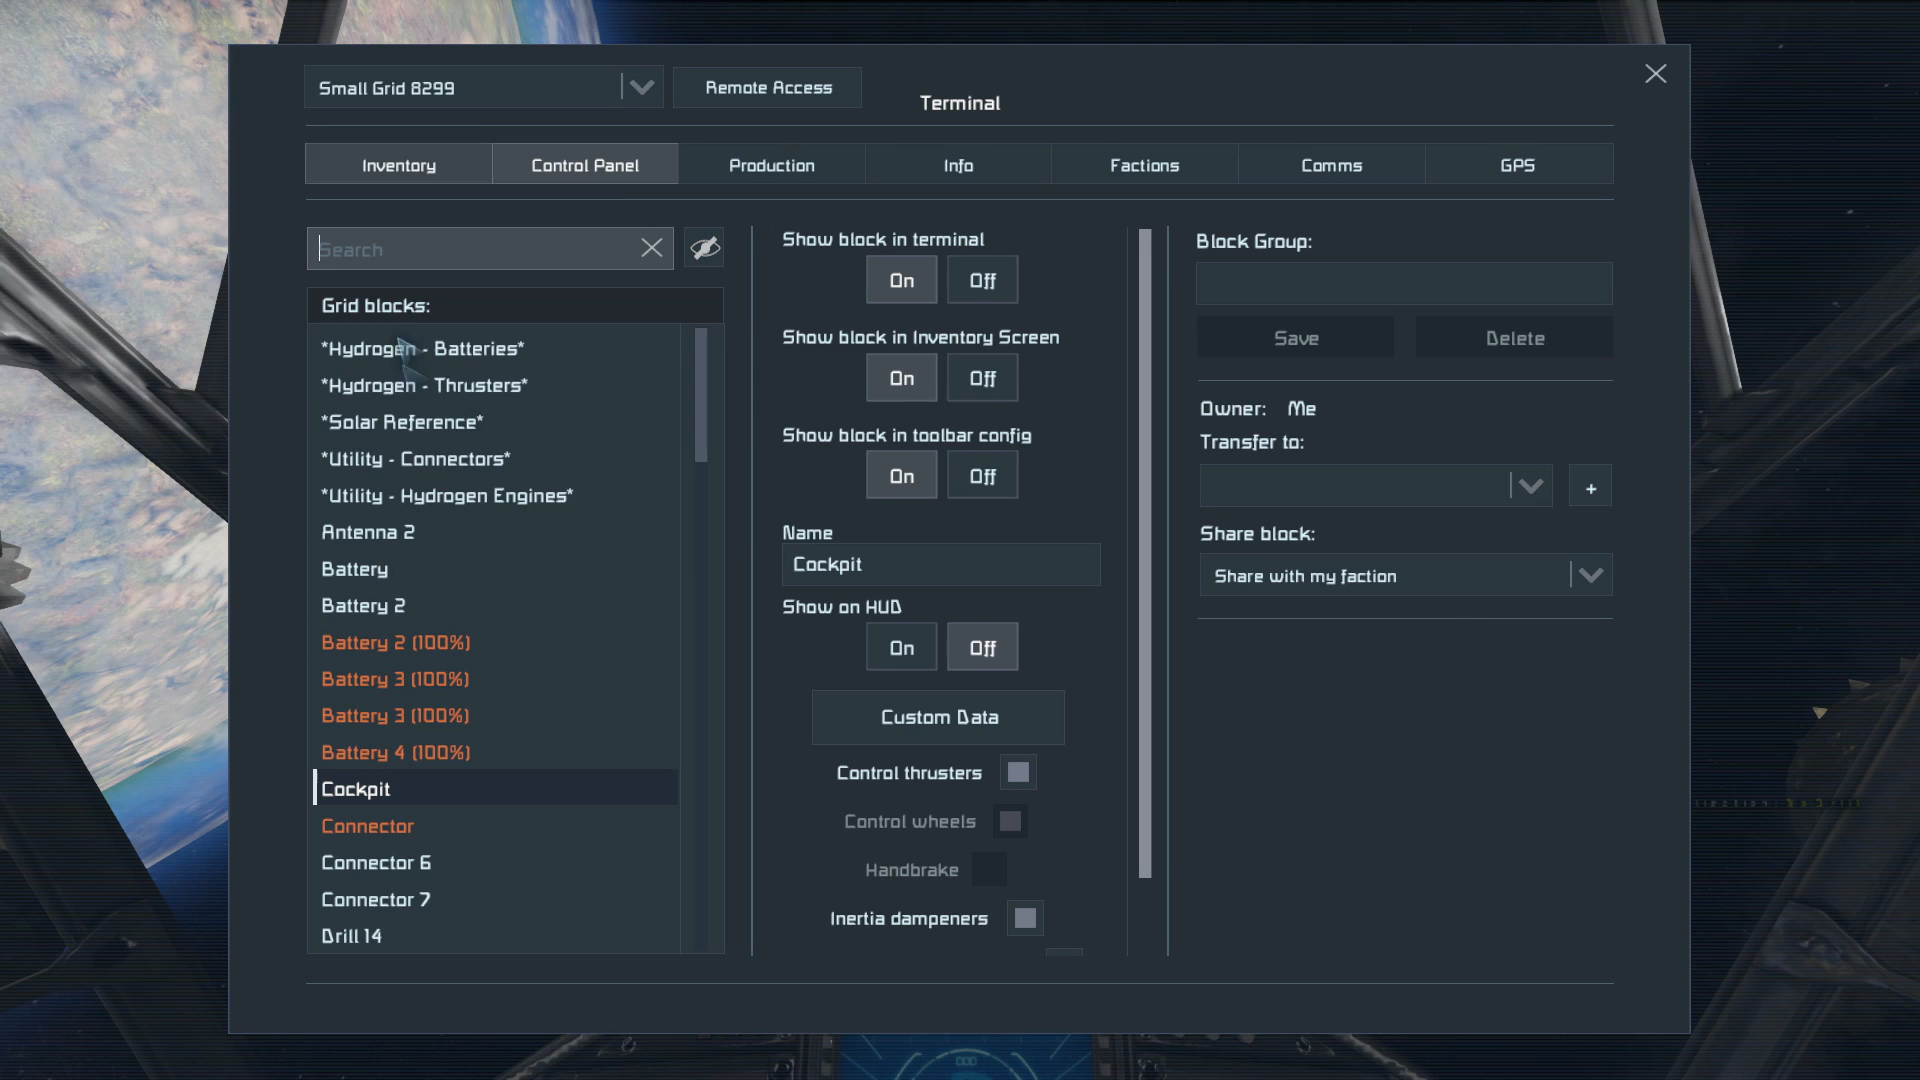 Small Grid 8299
Remote Access
Terminal
Inventory
Control Panel
Production
Info
Factions
Comms
GPS
Search
Grid blocks:
*Hydrogen - Batteries*
*Hydrogen - Thrusters*
*Solar Reference*
*Utility - Connectors*
*Utility - Hydrogen Engines*
Antenna 2
Battery
Battery 2
Battery 2 (100%)
Battery 3 (100%)
Battery 3 (100%)
Battery 4 (100%)
Cockpit
Connector
Connector 6
Connector 7
Drill 14
Show block in terminal
On Off
Show block in Inventory Screen
On Off
Show block in toolbar config
On Off
Name
Cockpit
Show on HUD
On Off
Custom Data
Control thrusters
Control wheels
Handbrake
Inertia dampeners
Block Group:
Save Delete
Owner: Me
Transfer to:
+
Share block:
Share with my faction